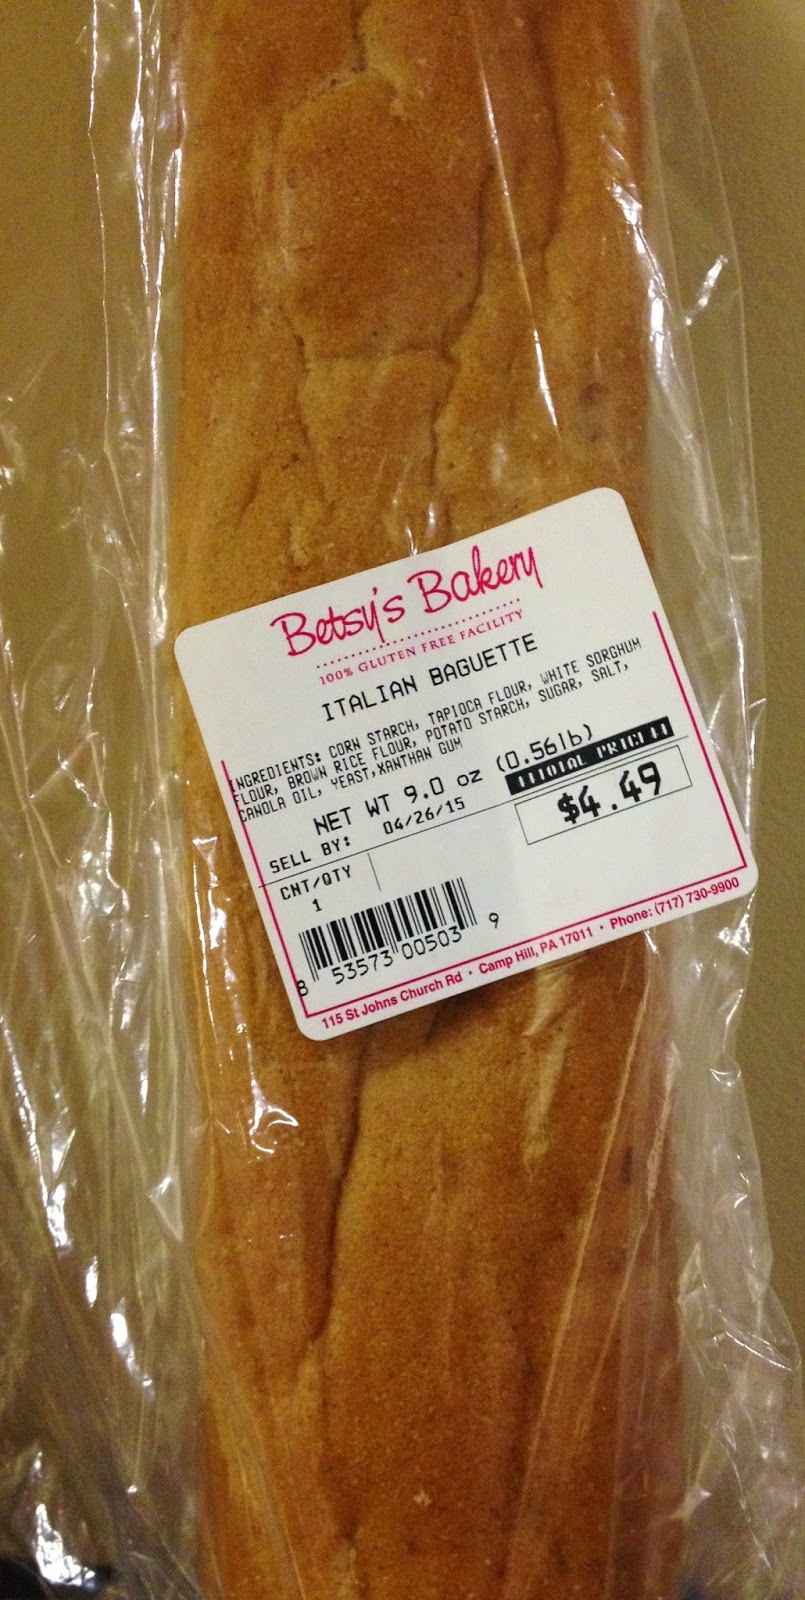 Betsy's Bakery
100% GLUTEN FREE FACILITY
ITALIAN BAGUETTE
INGREDIENTS: CORN STARCH, TAPIOCA FLOUR, WHITE SORGHUM
FLOUR, BROWN RICE FLOUR, POTATO STARCH, SUGAR, SALT,
CANOLA OIL, YEAST,XANTHAN GUM
NET WT 9.0 oz (0.56lb)
SELL BY: 04/26/15
TOTAL PRICE
$4.49
CNT/QTY
1
8 53573 00503 9
115 St Johns Church Rd • Camp Hill, PA 17011 • Phone: (717) 730-9900